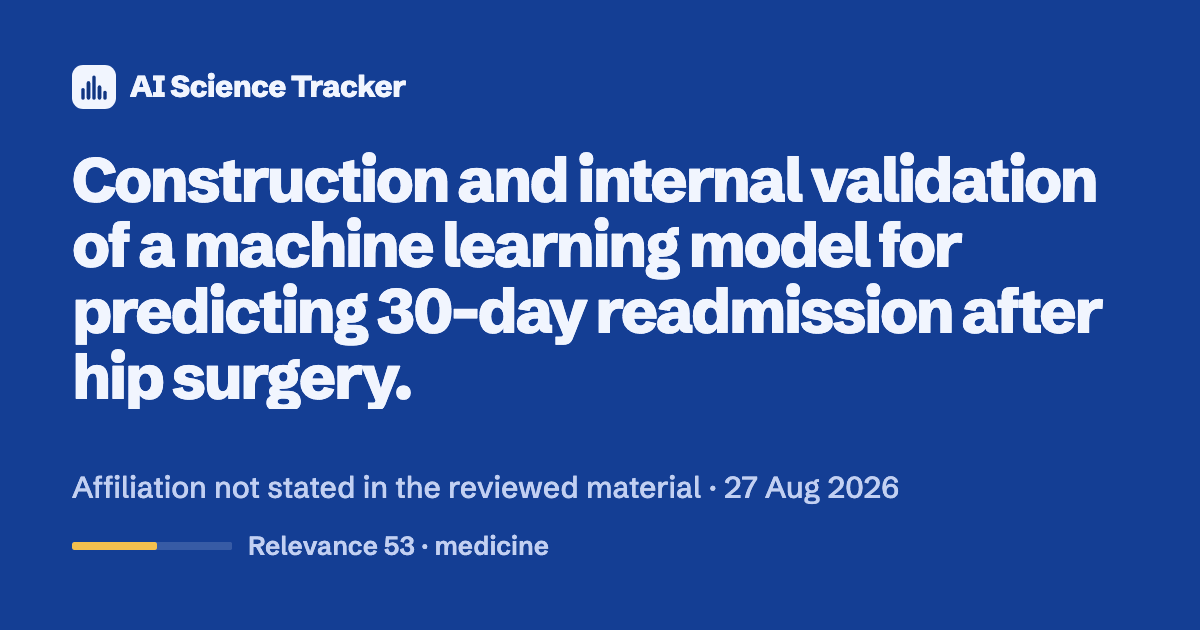 AI Science Tracker
Construction and internal validation
of a machine learning model for
predicting 30-day readmission after
hip surgery.
Affiliation not stated in the reviewed material · 27 Aug 2026
Relevance 53 · medicine